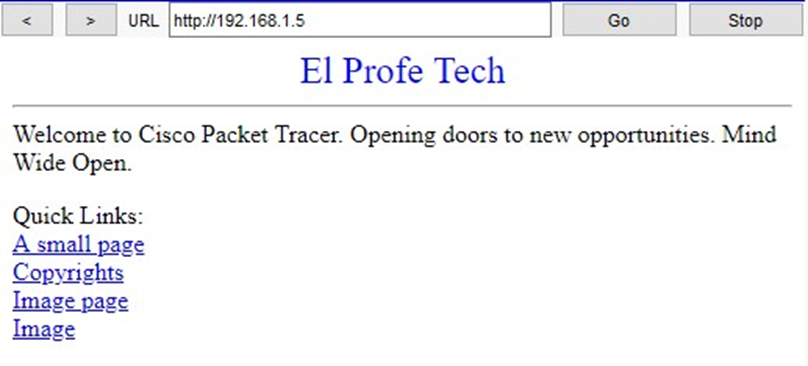 < > URL http://192.168.1.5 Go Stop
El Profe Tech
Welcome to Cisco Packet Tracer. Opening doors to new opportunities. Mind
Wide Open.
Quick Links:
A small page
Copyrights
Image page
Image